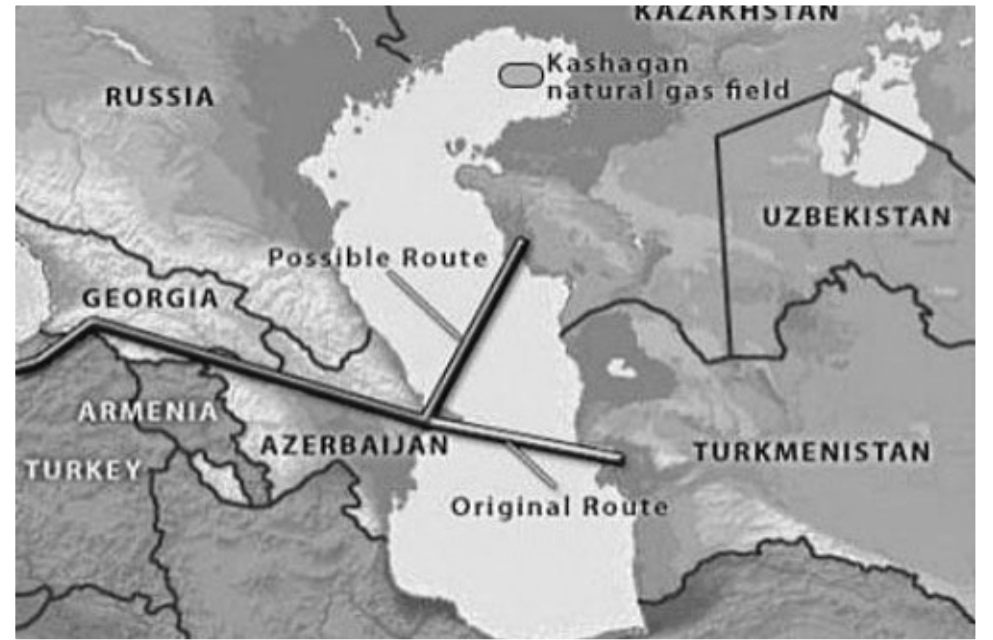 KAZAKHSTAN
Kashagan
natural gas field
RUSSIA
UZBEKISTAN
Possible Route
GEORGIA
ARMENIA
AZERBAIJAN
TURKMENISTAN
TURKEY
Original Route